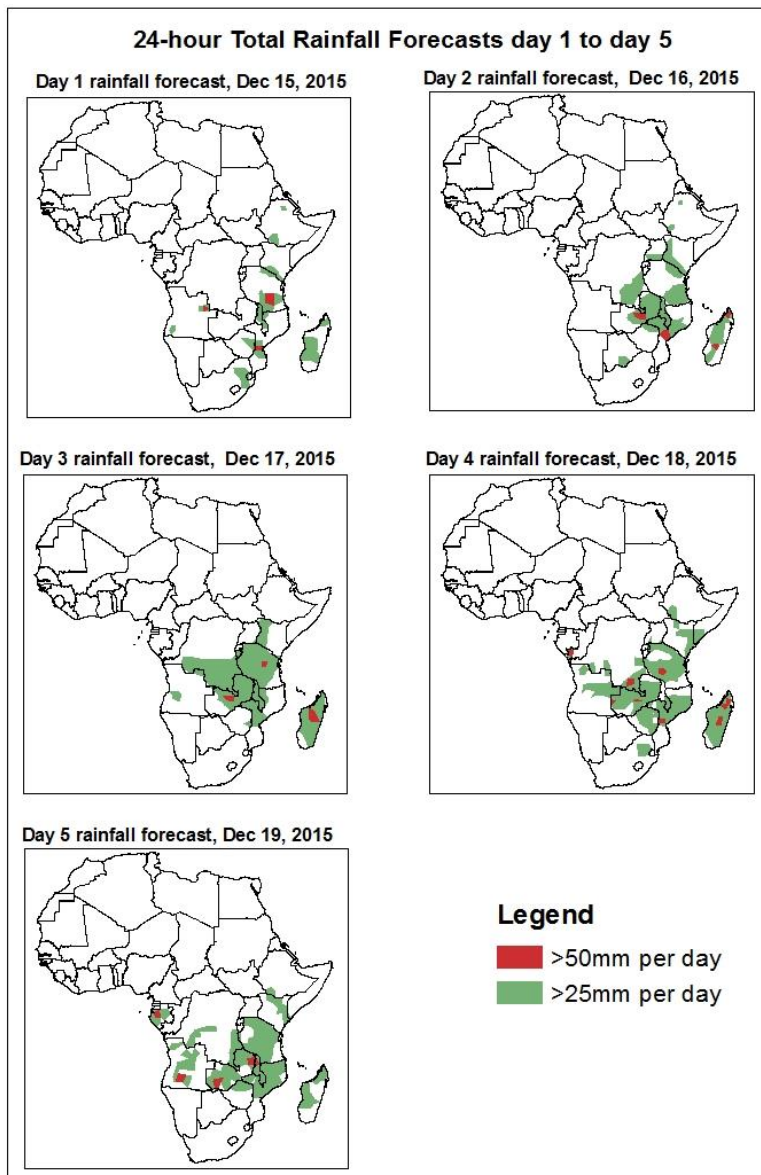 24-hour Total Rainfall Forecasts day 1 to day 5
Day 1 rainfall forecast, Dec 15, 2015
Day 2 rainfall forecast, Dec 16, 2015
Day 3 rainfall forecast, Dec 17, 2015
Day 4 rainfall forecast, Dec 18, 2015
Day 5 rainfall forecast, Dec 19, 2015
Legend
>50mm per day
>25mm per day